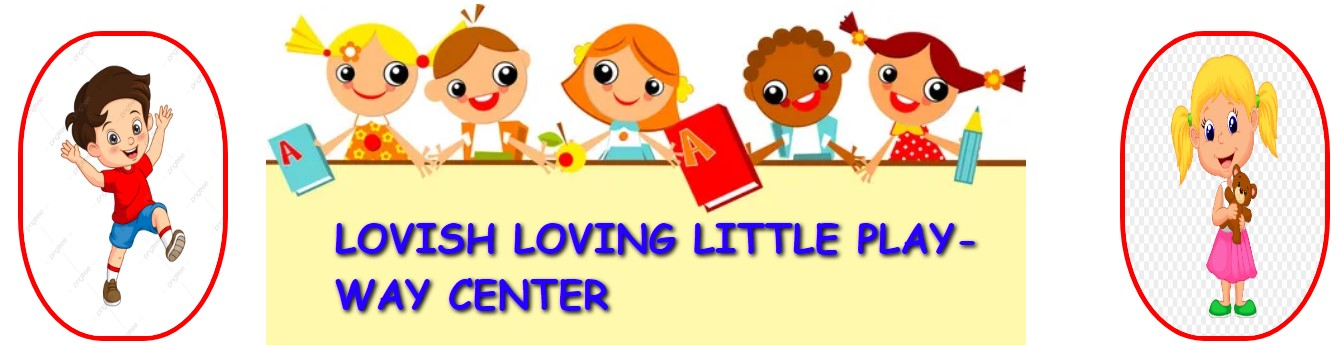 A
A
LOVISH LOVING LITTLE PLAY-
WAY CENTER